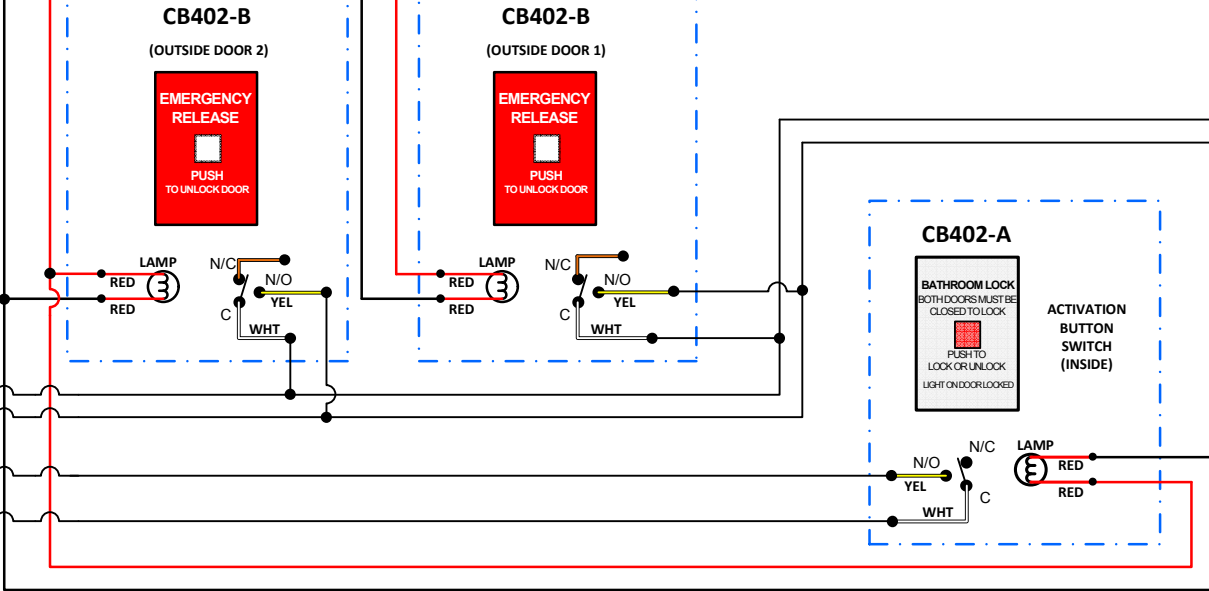 CB402-B
(OUTSIDE DOOR 2)
EMERGENCY
RELEASE
PUSH
TO UNLOCK DOOR
LAMP
RED
RED
N/C
N/O
YEL
C
WHT
CB402-B
(OUTSIDE DOOR 1)
EMERGENCY
RELEASE
PUSH
TO UNLOCK DOOR
LAMP
RED
RED
N/C
N/O
YEL
C
WHT
CB402-A
BATHROOM LOCK
BOTH DOORS MUST BE
CLOSED TO LOCK
PUSH TO
LOCK OR UNLOCK
LIGHT ON DOOR LOCKED
ACTIVATION
BUTTON
SWITCH
(INSIDE)
N/C
N/O
YEL
C
WHT
LAMP
RED
RED